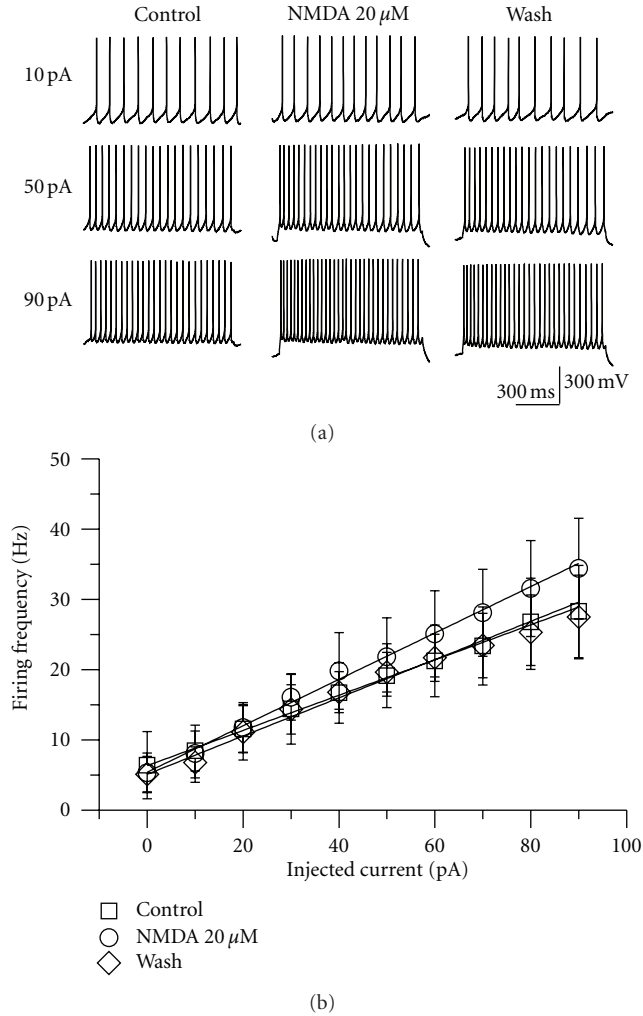 Control NMDA 20 µM Wash
10 pA
50 pA
90 pA
300 ms 300 mV
(a)
50
40
30
20
10
0
Firing frequency (Hz)
0 20 40 60 80 100
Injected current (pA)
Control
NMDA 20 µM
Wash
(b)